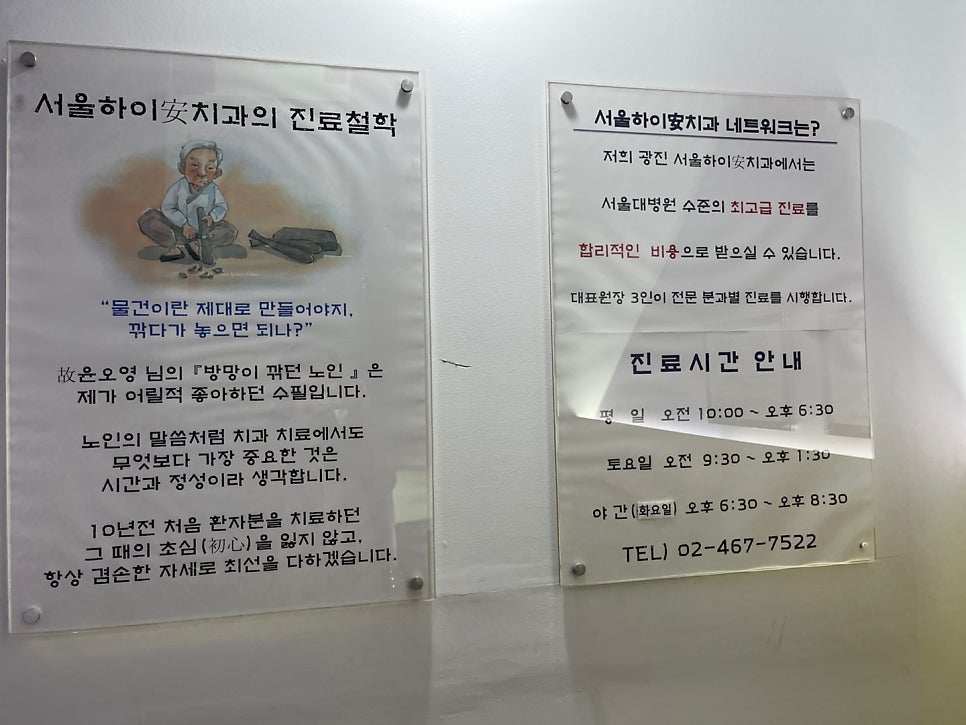 서울하이安치과의 진료철학
“물건이란 제대로 만들어야지,
깎다가 놓으면 되나?”
故윤오영 님의 『방망이 깎던 노인 』은
제가 어릴적 좋아하던 수필입니다.
노인의 말씀처럼 치과 치료에서도
무엇보다 가장 중요한 것은
시간과 정성이라 생각합니다.
10년전 처음 환자분을 치료하던
그 때의 초심(初心)을 잃지 않고,
항상 겸손한 자세로 최선을 다하겠습니다.
서울하이安치과 네트워크는?
저희 광진 서울하이安치과에서는
서울대병원 수준의 최고급 진료를
합리적인 비용으로 받으실 수 있습니다.
대표원장 3인이 전문 분과별 진료를 시행합니다.
진료시간 안내
평 일 오전 10:00 ~ 오후 6:30
토요일 오전 9:30 ~ 오후 1:30
야 간(화요일) 오후 6:30 ~ 오후 8:30
TEL) 02-467-7522